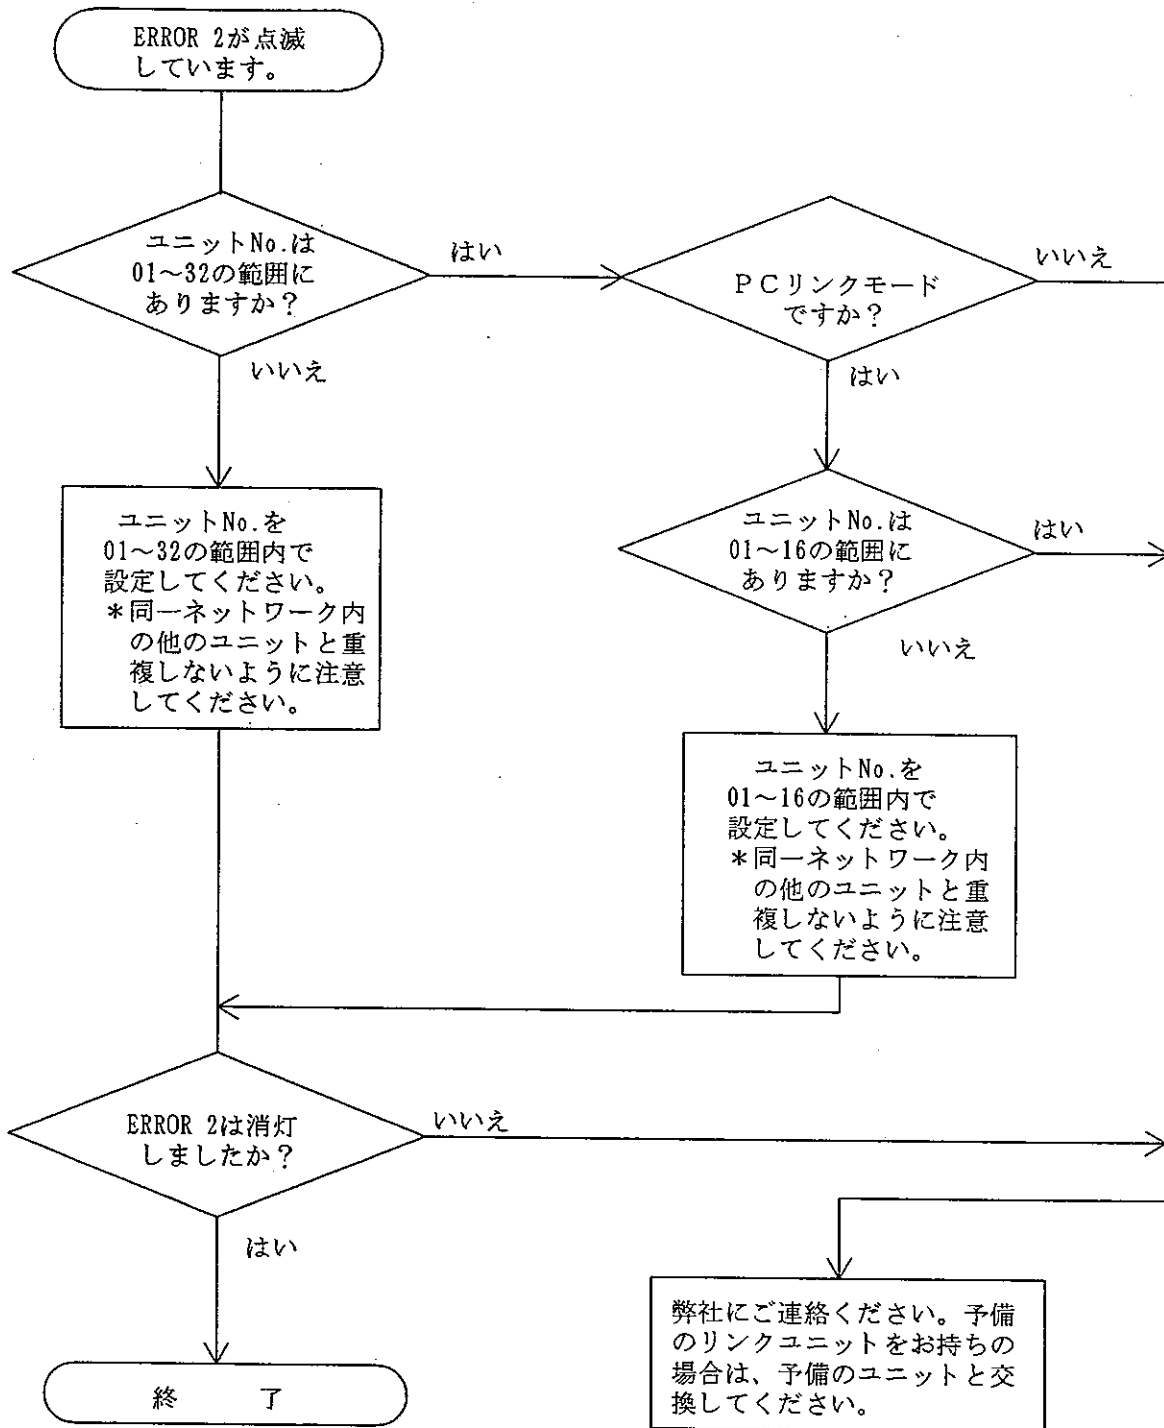 ERROR 2が点滅
しています。
ユニットNo.は
01～32の範囲に
ありますか？
はい
いいえ
PCリンクモード
ですか？
いいえ
はい
ユニットNo.を
01～32の範囲内で
設定してください。
＊同一ネットワーク内
の他のユニットと重
複しないように注意
してください。
ユニットNo.は
01～16の範囲に
ありますか？
はい
いいえ
ユニットNo.を
01～16の範囲内で
設定してください。
＊同一ネットワーク内
の他のユニットと重
複しないように注意
してください。
ERROR 2は消灯
しましたか？
いいえ
はい
終　了
弊社にご連絡ください。予備
のリンクユニットをお持ちの
場合は、予備のユニットと交
換してください。